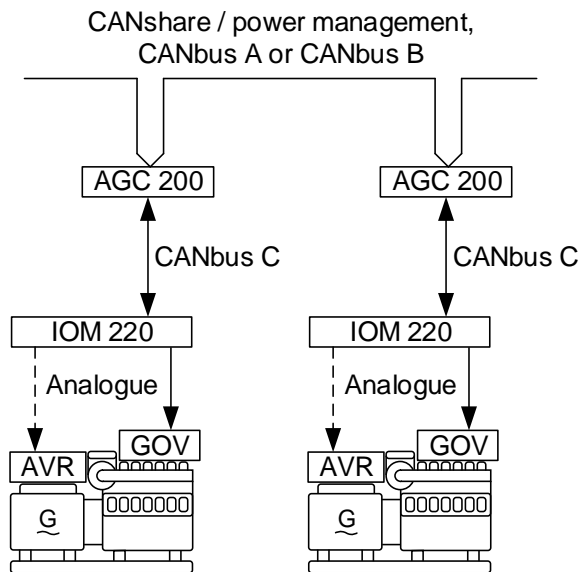 CANshare / power management,
CANbus A or CANbus B
AGC 200
AGC 200
CANbus C
CANbus C
IOM 220
IOM 220
Analogue
Analogue
GOV
GOV
AVR
AVR
G
G